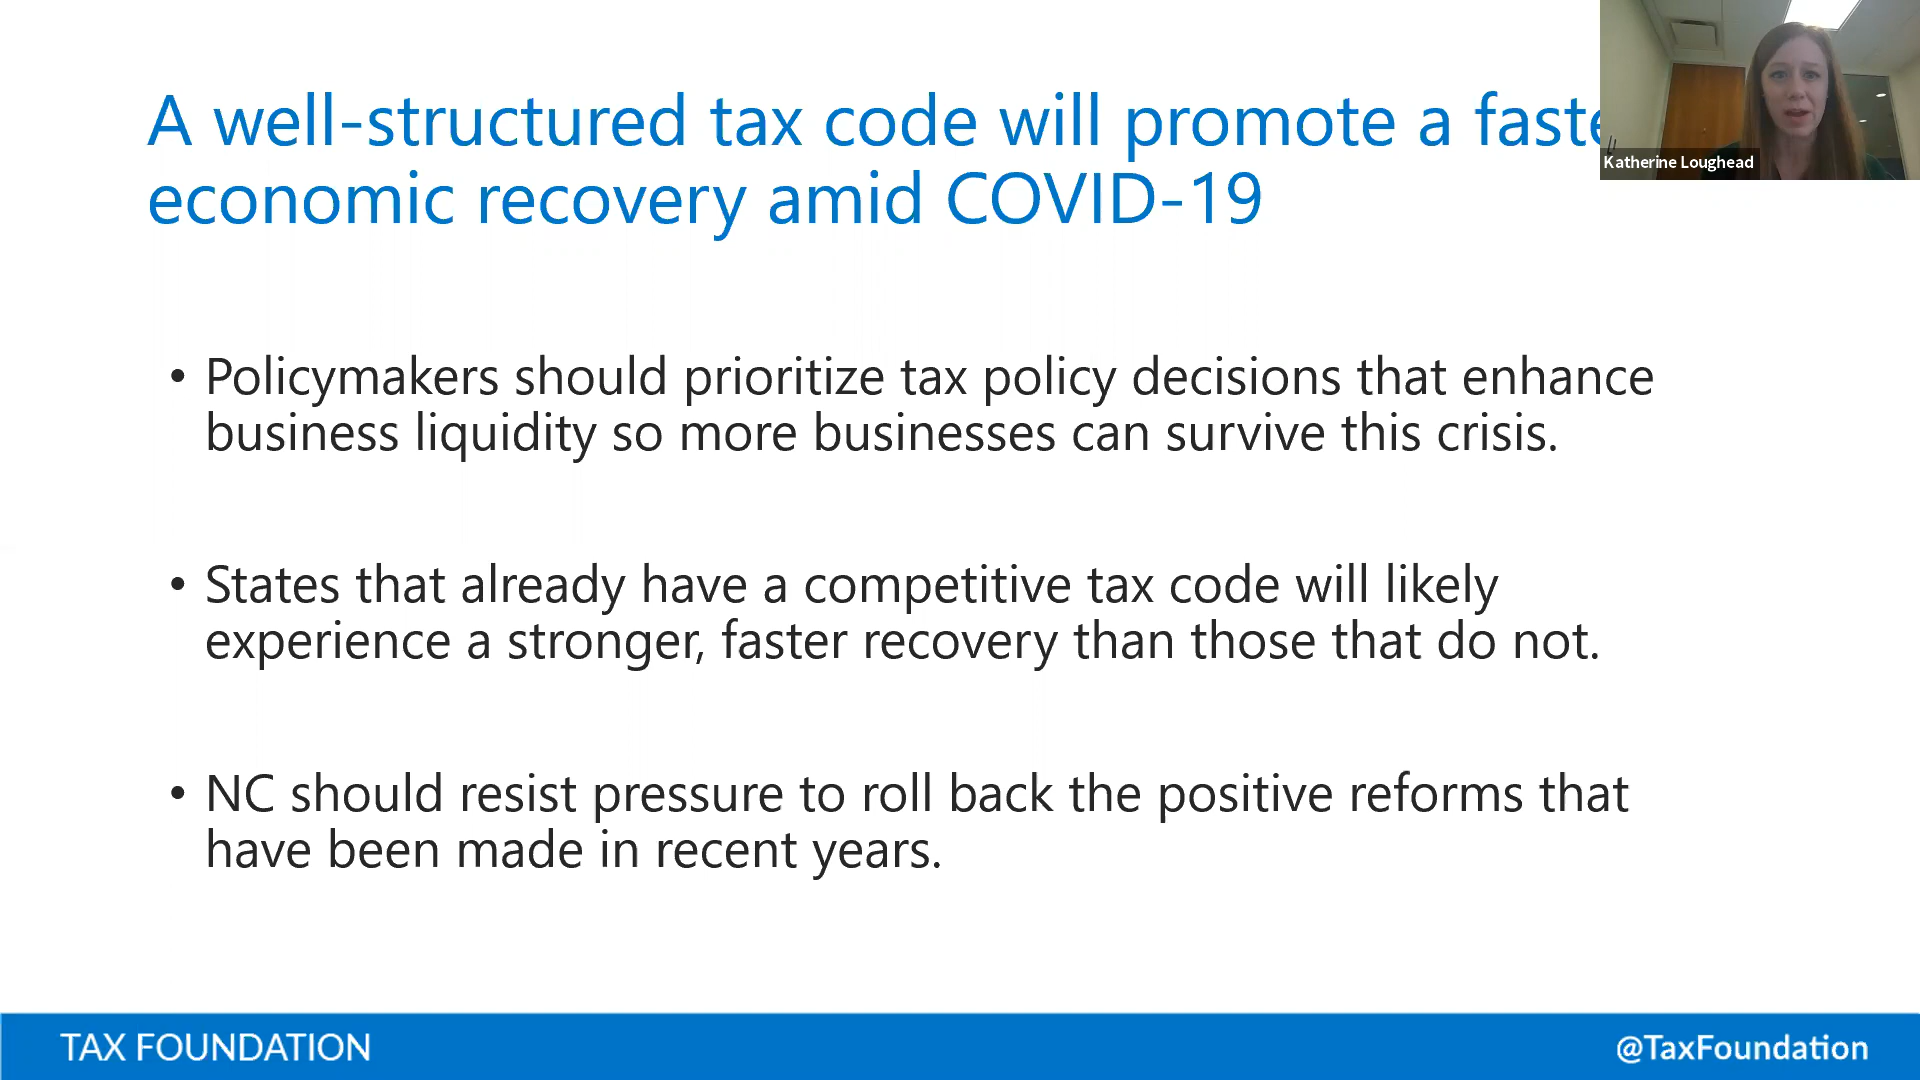 A well-structured tax code will promote a faste
economic recovery amid COVID-19
Katherine Loughead
• Policymakers should prioritize tax policy decisions that enhance
business liquidity so more businesses can survive this crisis.
• States that already have a competitive tax code will likely
experience a stronger, faster recovery than those that do not.
• NC should resist pressure to roll back the positive reforms that
have been made in recent years.
TAX FOUNDATION
@TaxFoundation